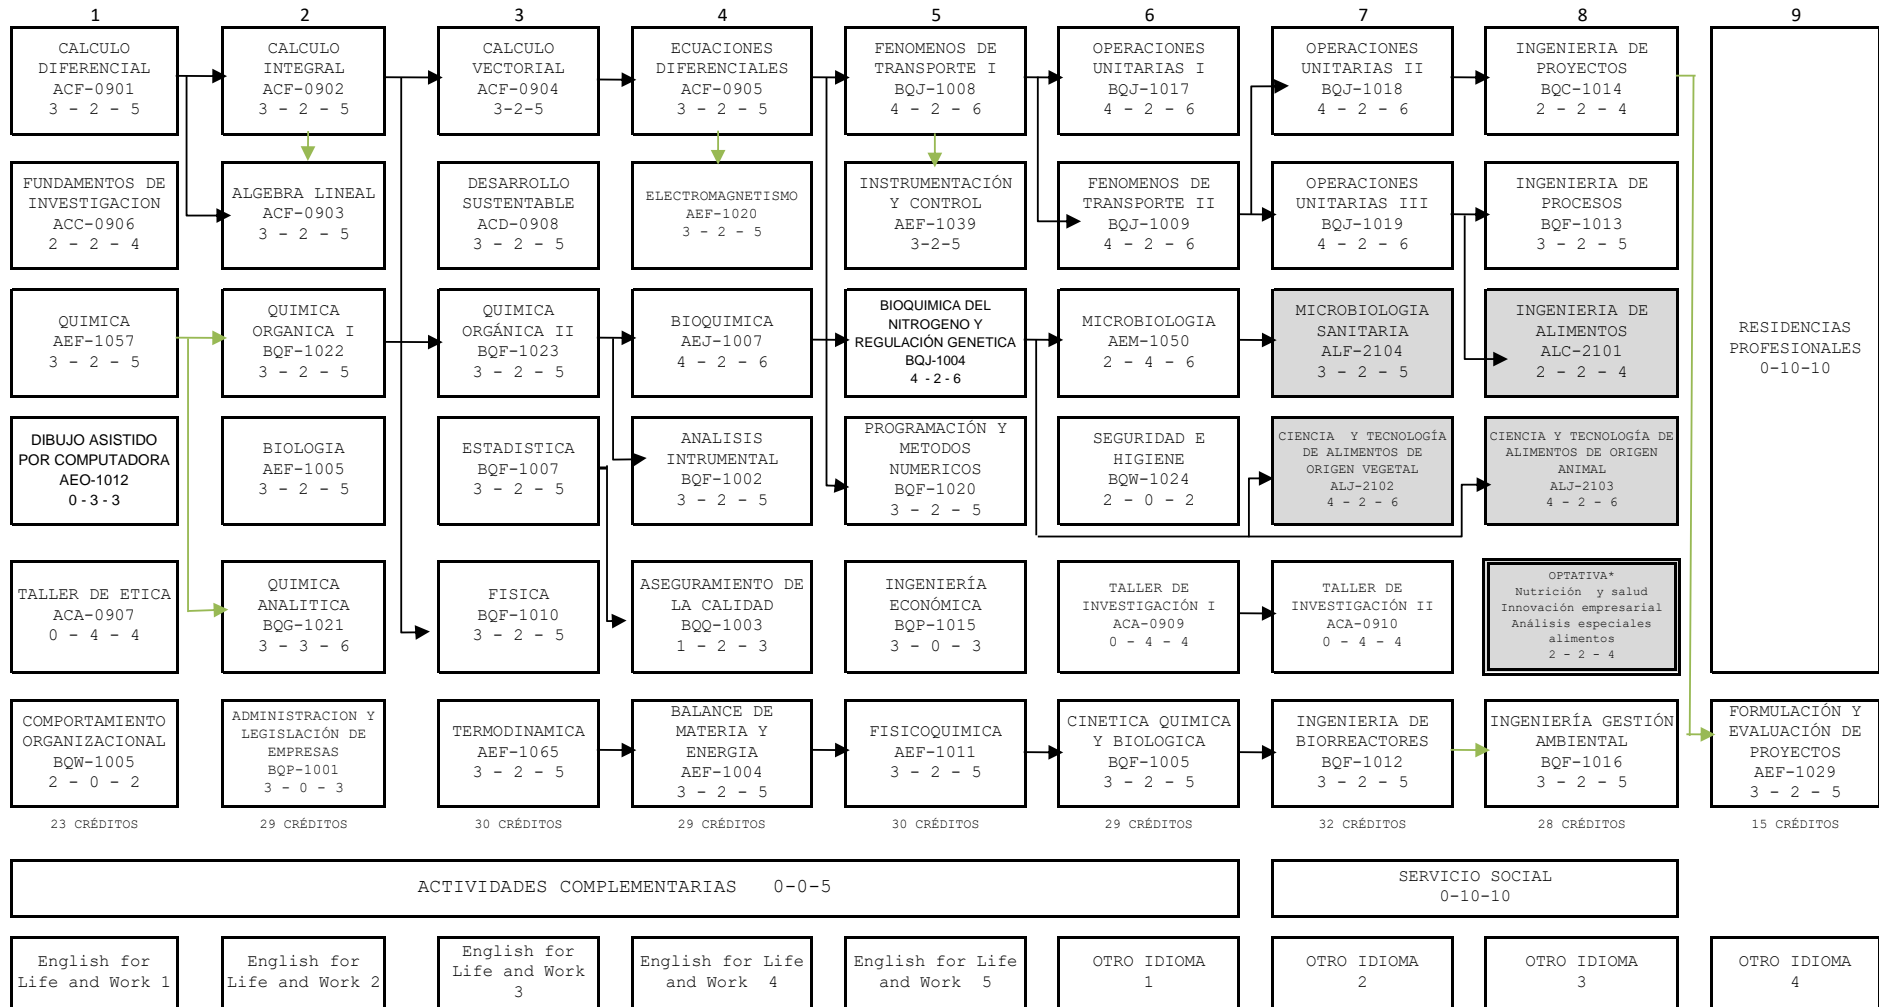 1 2 3 4 5 6 7 8 9
CALCULO
DIFERENCIAL
ACF-0901
3 - 2 - 5
CALCULO
INTEGRAL
ACF-0902
3 - 2 - 5
CALCULO
VECTORIAL
ACF-0904
3-2-5
ECUACIONES
DIFERENCIALES
ACF-0905
3 - 2 - 5
FENOMENOS DE
TRANSPORTE I
BQJ-1008
4 - 2 - 6
OPERACIONES
UNITARIAS I
BQJ-1017
4 - 2 - 6
OPERACIONES
UNITARIAS II
BQJ-1018
4 - 2 - 6
INGENIERIA DE
PROYECTOS
BQC-1014
2 - 2 - 4
FUNDAMENTOS DE
INVESTIGACION
ACC-0906
2 - 2 - 4
ALGEBRA LINEAL
ACF-0903
3 - 2 - 5
DESARROLLO
SUSTENTABLE
ACD-0908
3 - 2 - 5
ELECTROMAGNETISMO
AEF-1020
3 - 2 - 5
INSTRUMENTACIÓN
Y CONTROL
AEF-1039
3-2-5
FENOMENOS DE
TRANSPORTE II
BQJ-1009
4 - 2 - 6
OPERACIONES
UNITARIAS III
BQJ-1019
4 - 2 - 6
INGENIERIA DE
PROCESOS
BQF-1013
3 - 2 - 5
QUIMICA
AEF-1057
3 - 2 - 5
QUIMICA
ORGANICA I
BQF-1022
3 - 2 - 5
QUIMICA
ORGÁNICA II
BQF-1023
3 - 2 - 5
BIOQUIMICA
AEJ-1007
4 - 2 - 6
BIOQUIMICA DEL
NITROGENO Y
REGULACIÓN GENETICA
BQJ-1004
4 - 2 - 6
MICROBIOLOGIA
AEM-1050
2 - 4 - 6
MICROBIOLOGIA
SANITARIA
ALF-2104
3 - 2 - 5
INGENIERIA DE
ALIMENTOS
ALC-2101
2 - 2 - 4
RESIDENCIAS
PROFESIONALES
0-10-10
DIBUJO ASISTIDO
POR COMPUTADORA
AEO-1012
0 - 3 - 3
BIOLOGIA
AEF-1005
3 - 2 - 5
ESTADISTICA
BQF-1007
3 - 2 - 5
ANALISIS
INTRUMENTAL
BQF-1002
3 - 2 - 5
PROGRAMACIÓN Y
METODOS
NUMERICOS
BQF-1020
3 - 2 - 5
SEGURIDAD E
HIGIENE
BQW-1024
2 - 0 - 2
CIENCIA Y TECNOLOGÍA
DE ALIMENTOS DE
ORIGEN VEGETAL
ALJ-2102
4 - 2 - 6
CIENCIA Y TECNOLOGÍA DE
ALIMENTOS DE ORIGEN
ANIMAL
ALJ-2103
4 - 2 - 6
TALLER DE ETICA
ACA-0907
0 - 4 - 4
QUIMICA
ANALITICA
BQG-1021
3 - 3 - 6
FISICA
BQF-1010
3 - 2 - 5
ASEGURAMIENTO DE
LA CALIDAD
BQQ-1003
1 - 2 - 3
INGENIERÍA
ECONÓMICA
BQP-1015
3 - 0 - 3
TALLER DE
INVESTIGACIÓN I
ACA-0909
0 - 4 - 4
TALLER DE
INVESTIGACIÓN II
ACA-0910
0 - 4 - 4
OPTATIVA*
Nutrición y salud
Innovación empresarial
Análisis especiales
alimentos
2 - 2 - 4
COMPORTAMIENTO
ORGANIZACIONAL
BQW-1005
2 - 0 - 2
ADMINISTRACION Y
LEGISLACIÓN DE
EMPRESAS
BQP-1001
3 - 0 - 3
TERMODINAMICA
AEF-1065
3 - 2 - 5
BALANCE DE
MATERIA Y
ENERGIA
AEF-1004
3 - 2 - 5
FISICOQUIMICA
AEF-1011
3 - 2 - 5
CINETICA QUIMICA
Y BIOLOGICA
BQF-1005
3 - 2 - 5
INGENIERIA DE
BIORREACTORES
BQF-1012
3 - 2 - 5
INGENIERÍA GESTIÓN
AMBIENTAL
BQF-1016
3 - 2 - 5
FORMULACIÓN Y
EVALUACIÓN DE
PROYECTOS
AEF-1029
3 - 2 - 5
23 CRÉDITOS 29 CRÉDITOS 30 CRÉDITOS 29 CRÉDITOS 30 CRÉDITOS 29 CRÉDITOS 32 CRÉDITOS 28 CRÉDITOS 15 CRÉDITOS
ACTIVIDADES COMPLEMENTARIAS 0-0-5
SERVICIO SOCIAL
0-10-10
English for
Life and Work 1
English for
Life and Work 2
English for
Life and Work
3
English for Life
and Work 4
English for Life
and Work 5
OTRO IDIOMA
1
OTRO IDIOMA
2
OTRO IDIOMA
3
OTRO IDIOMA
4